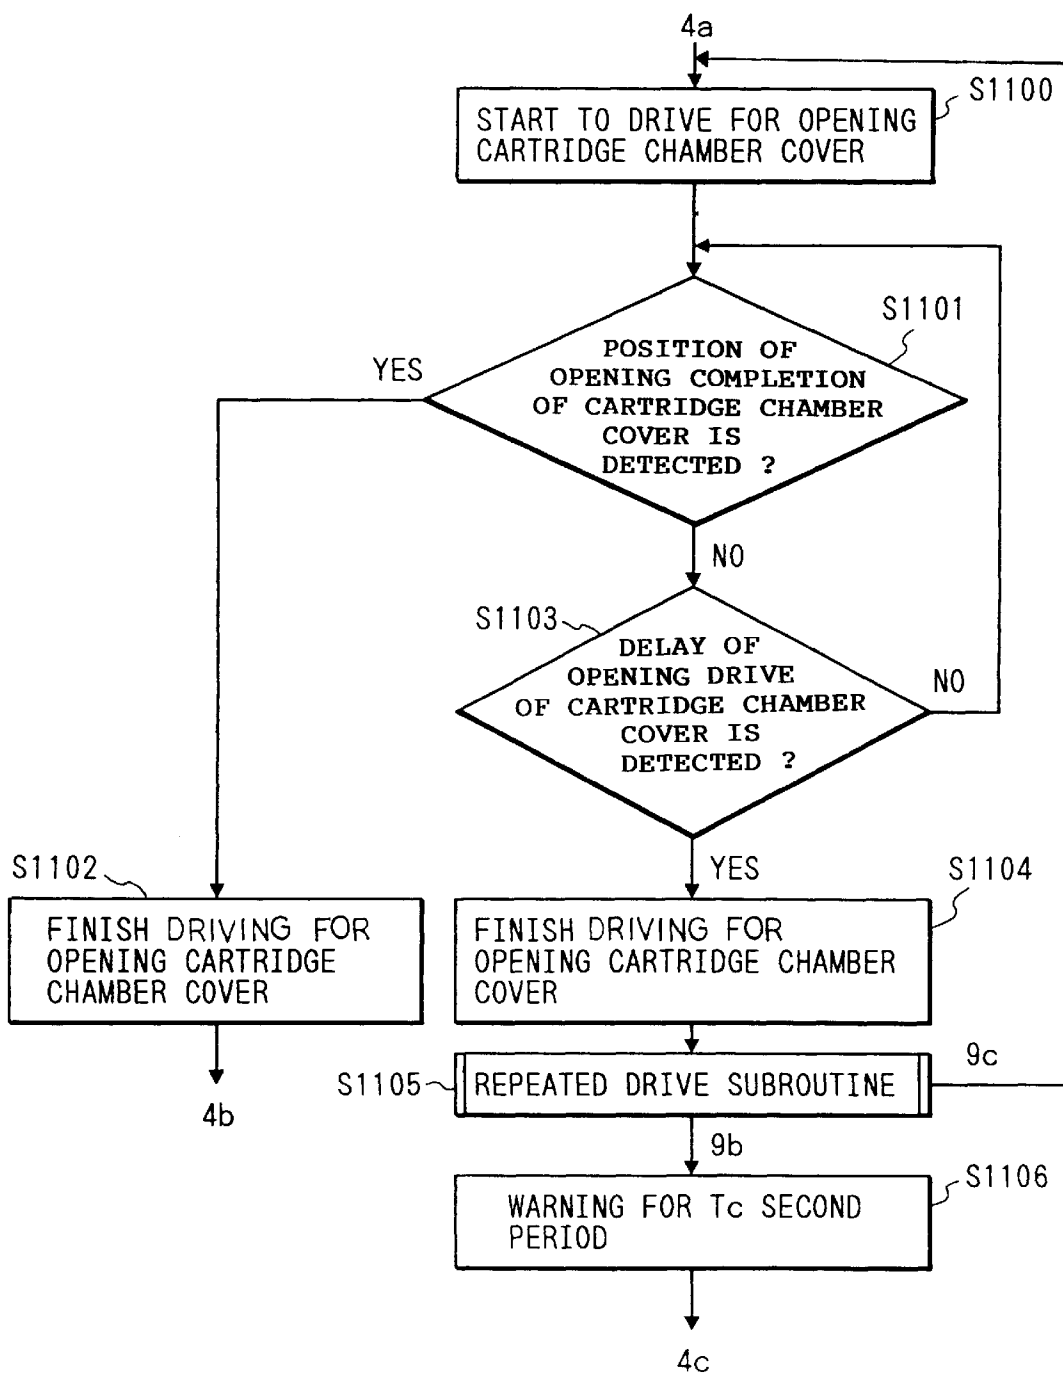 4a
S1100
START TO DRIVE FOR OPENING
CARTRIDGE CHAMBER COVER
S1101
YES
POSITION OF
OPENING COMPLETION
OF CARTRIDGE CHAMBER
COVER IS
DETECTED ?
NO
S1103
DELAY OF
OPENING DRIVE
OF CARTRIDGE CHAMBER
COVER IS
DETECTED ?
NO
YES
S1102
FINISH DRIVING FOR
OPENING CARTRIDGE
CHAMBER COVER
4b
S1104
FINISH DRIVING FOR
OPENING CARTRIDGE CHAMBER
COVER
S1105
REPEATED DRIVE SUBROUTINE
9c
9b
S1106
WARNING FOR Tc SECOND
PERIOD
4c